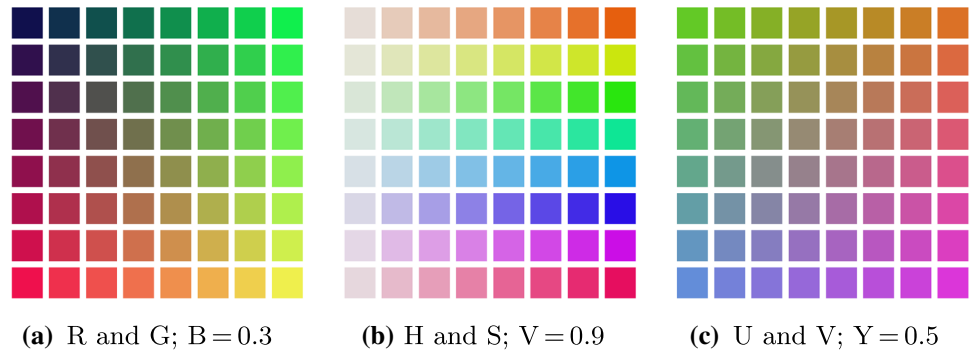 (a) R and G; B = 0.3
(b) H and S; V = 0.9
(c) U and V; Y = 0.5